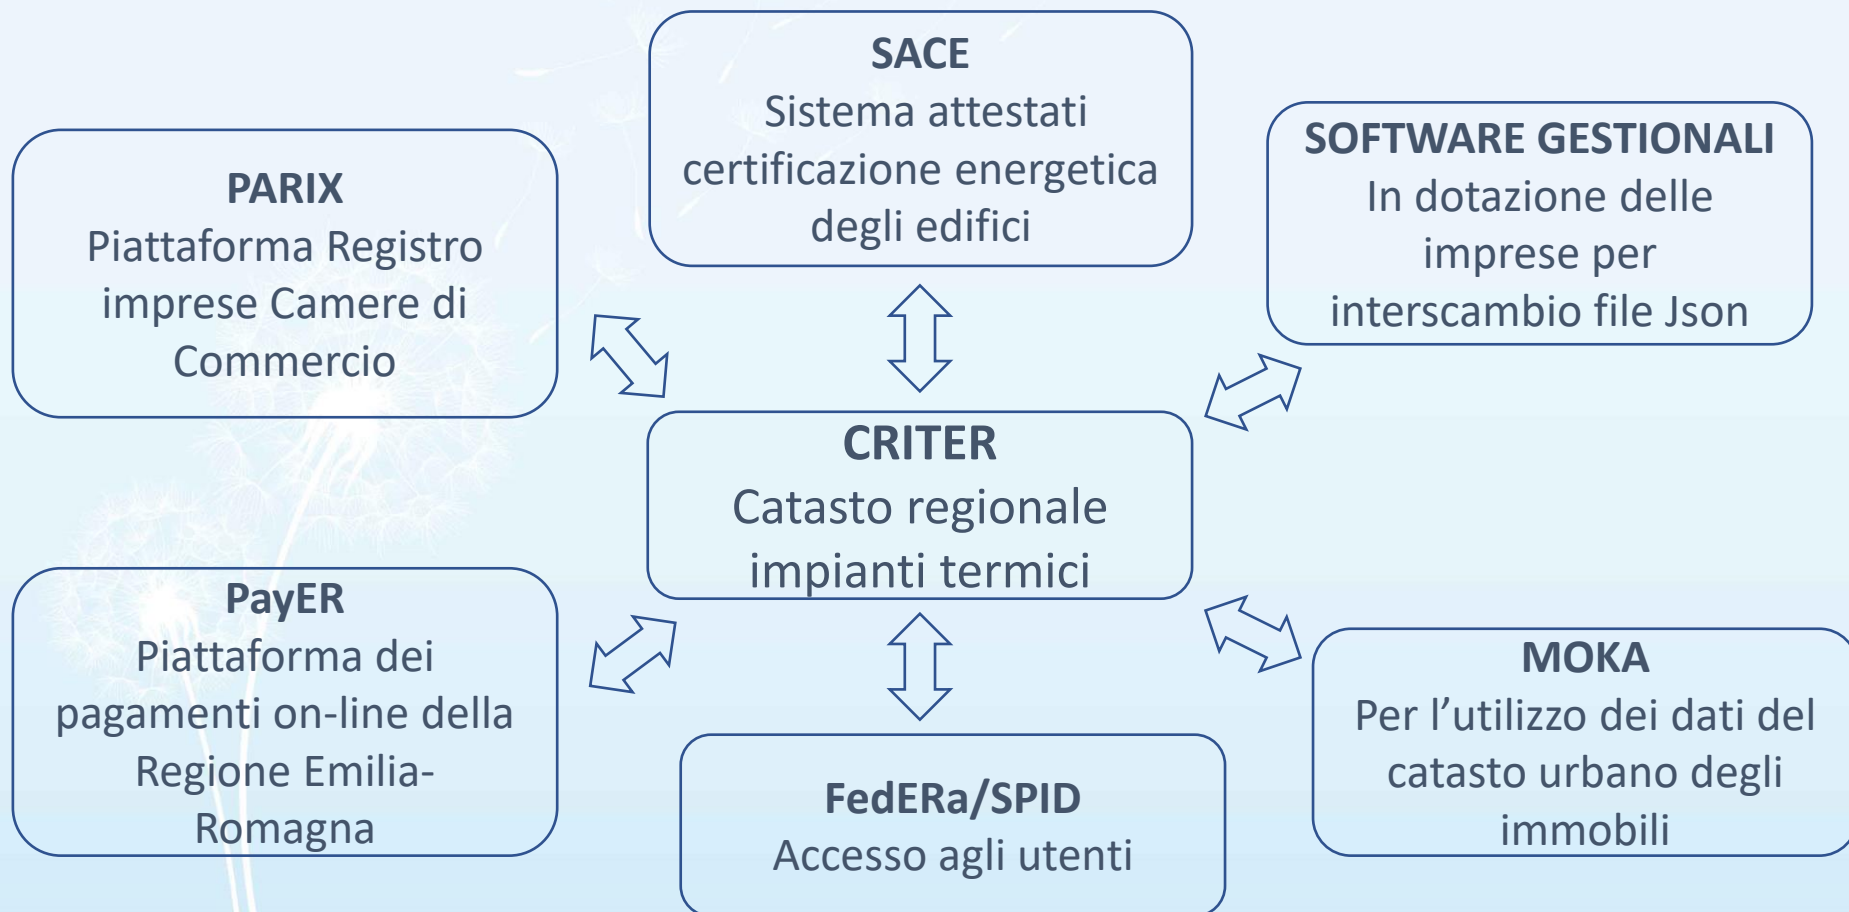 SACE
Sistema attestati
certificazione energetica
degli edifici
SOFTWARE GESTIONALI
In dotazione delle
imprese per
interscambio file Json
PARIX
Piattaforma Registro
imprese Camere di
Commercio
CRITER
Catasto regionale
impianti termici
PayER
Piattaforma dei
pagamenti on-line della
Regione Emilia-
Romagna
FedERa/SPID
Accesso agli utenti
MOKA
Per l’utilizzo dei dati del
catasto urbano degli
immobili